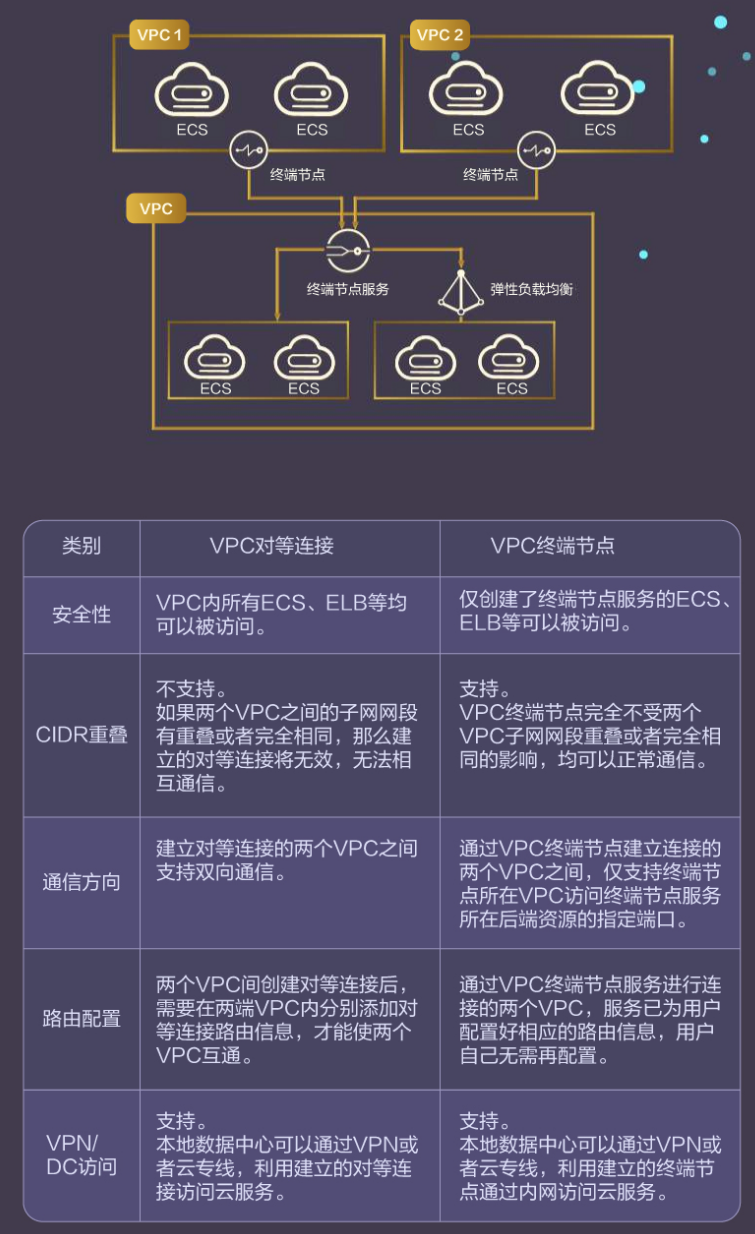 VPC 1
VPC 2
ECS
ECS
ECS
ECS
终端节点
终端节点
VPC
终端节点服务
弹性负载均衡
ECS
ECS
ECS
ECS
类别
VPC对等连接
VPC终端节点
安全性
VPC内所有ECS、ELB等均
可以被访问。
仅创建了终端节点服务的ECS、
ELB等可以被访问。
CIDR重叠
不支持。
如果两个VPC之间的子网网段
有重叠或者完全相同，那么建
立的对等连接将无效，无法相
互通信。
支持。
VPC终端节点完全不受两个
VPC子网网段重叠或者完全相
同的影响，均可以正常通信。
通信方向
建立对等连接的两个VPC之间
支持双向通信。
通过VPC终端节点建立连接的
两个VPC之间，仅支持终端节
点所在VPC访问终端节点服务
所在后端资源的指定端口。
路由配置
两个VPC间创建对等连接后，
需要在两端VPC内分别添加对
等连接路由信息，才能使两个
VPC互通。
通过VPC终端节点服务进行连
接的两个VPC，服务已为用户
配置好相应的路由信息，用户
自己无需再配置。
VPN/
DC访问
支持。
本地数据中心可以通过VPN或
者云专线，利用建立的对等连
接访问云服务。
支持。
本地数据中心可以通过VPN或
者云专线，利用建立的终端节
点通过内网访问云服务。